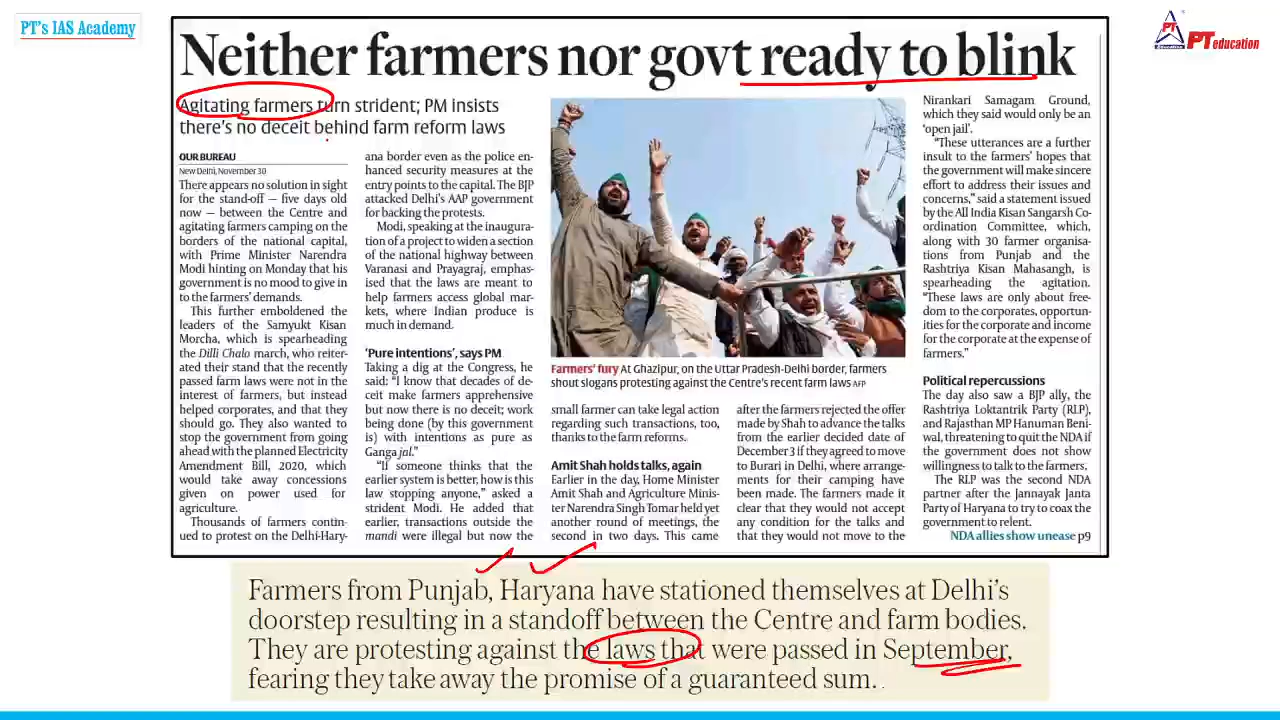 PT's IAS Academy
PT
Education
PT education
Neither farmers nor govt ready to blink
Agitating farmers turn strident; PM insists
there's no deceit behind farm reform laws
OUR BUREAU
New Delhi, November 30
There appears no solution in sight
for the stand-off — five days old
now — between the Centre and
agitating farmers camping on the
borders of the national capital,
with Prime Minister Narendra
Modi hinting on Monday that his
government is no mood to give in
to the farmers' demands.
This further emboldened the
leaders of the Samyukt Kisan
Morcha, which is spearheading
the Dilli Chalo march, who reiter-
ated their stand that the recently
passed farm laws were not in the
interest of farmers, but instead
helped corporates, and that they
should go. They also wanted to
stop the government from going
ahead with the planned Electricity
Amendment Bill, 2020, which
would take away concessions
given on power used for
agriculture.
Thousands of farmers contin-
ued to protest on the Delhi-Hary-
ana border even as the police en-
hanced security measures at the
entry points to the capital. The BJP
attacked Delhi's AAP government
for backing the protests.
Modi, speaking at the inaugura-
tion of a project to widen a section
of the national highway between
Varanasi and Prayagraj, emphas-
ised that the laws are meant to
help farmers access global mar-
kets, where Indian produce is
much in demand.
'Pure intentions', says PM
Taking a dig at the Congress, he
said: "I know that decades of de-
ceit make farmers apprehensive
but now there is no deceit; work
being done (by this government
is) with intentions as pure as
Ganga jal."
"If someone thinks that the
earlier system is better, how is this
law stopping anyone," asked a
strident Modi. He added that
earlier, transactions outside the
mandi were illegal but now the
Farmers' fury At Ghazipur, on the Uttar Pradesh-Delhi border, farmers
shout slogans protesting against the Centre's recent farm laws AFP
small farmer can take legal action
regarding such transactions, too,
thanks to the farm reforms.
Amit Shah holds talks, again
Earlier in the day, Home Minister
Amit Shah and Agriculture Minis-
ter Narendra Singh Tomar held yet
another round of meetings, the
second in two days. This came
after the farmers rejected the offer
made by Shah to advance the talks
from the earlier decided date of
December 3 if they agreed to move
to Burari in Delhi, where arrange-
ments for their camping have
been made. The farmers made it
clear that they would not accept
any condition for the talks and
that they would not move to the
Nirankari Samagam Ground,
which they said would only be an
'open jail'.
"These utterances are a further
insult to the farmers' hopes that
the government will make sincere
effort to address their issues and
concerns," said a statement issued
by the All India Kisan Sangarsh Co-
ordination Committee, which,
along with 30 farmer organisa-
tions from Punjab and the
Rashtriya Kisan Mahasangh, is
spearheading the agitation.
"These laws are only about free-
dom to the corporates, opportun-
ities for the corporate and income
for the corporate at the expense of
farmers."
Political repercussions
The day also saw a BJP ally, the
Rashtriya Loktantrik Party (RLP),
and Rajasthan MP Hanuman Beni-
wal, threatening to quit the NDA if
the government does not show
willingness to talk to the farmers.
The RLP was the second NDA
partner after the Jannayak Janta
Party of Haryana to try to coax the
government to relent.
NDA allies show unease p9
Farmers from Punjab, Haryana have stationed themselves at Delhi's
doorstep resulting in a standoff between the Centre and farm bodies.
They are protesting against the laws that were passed in September,
fearing they take away the promise of a guaranteed sum.